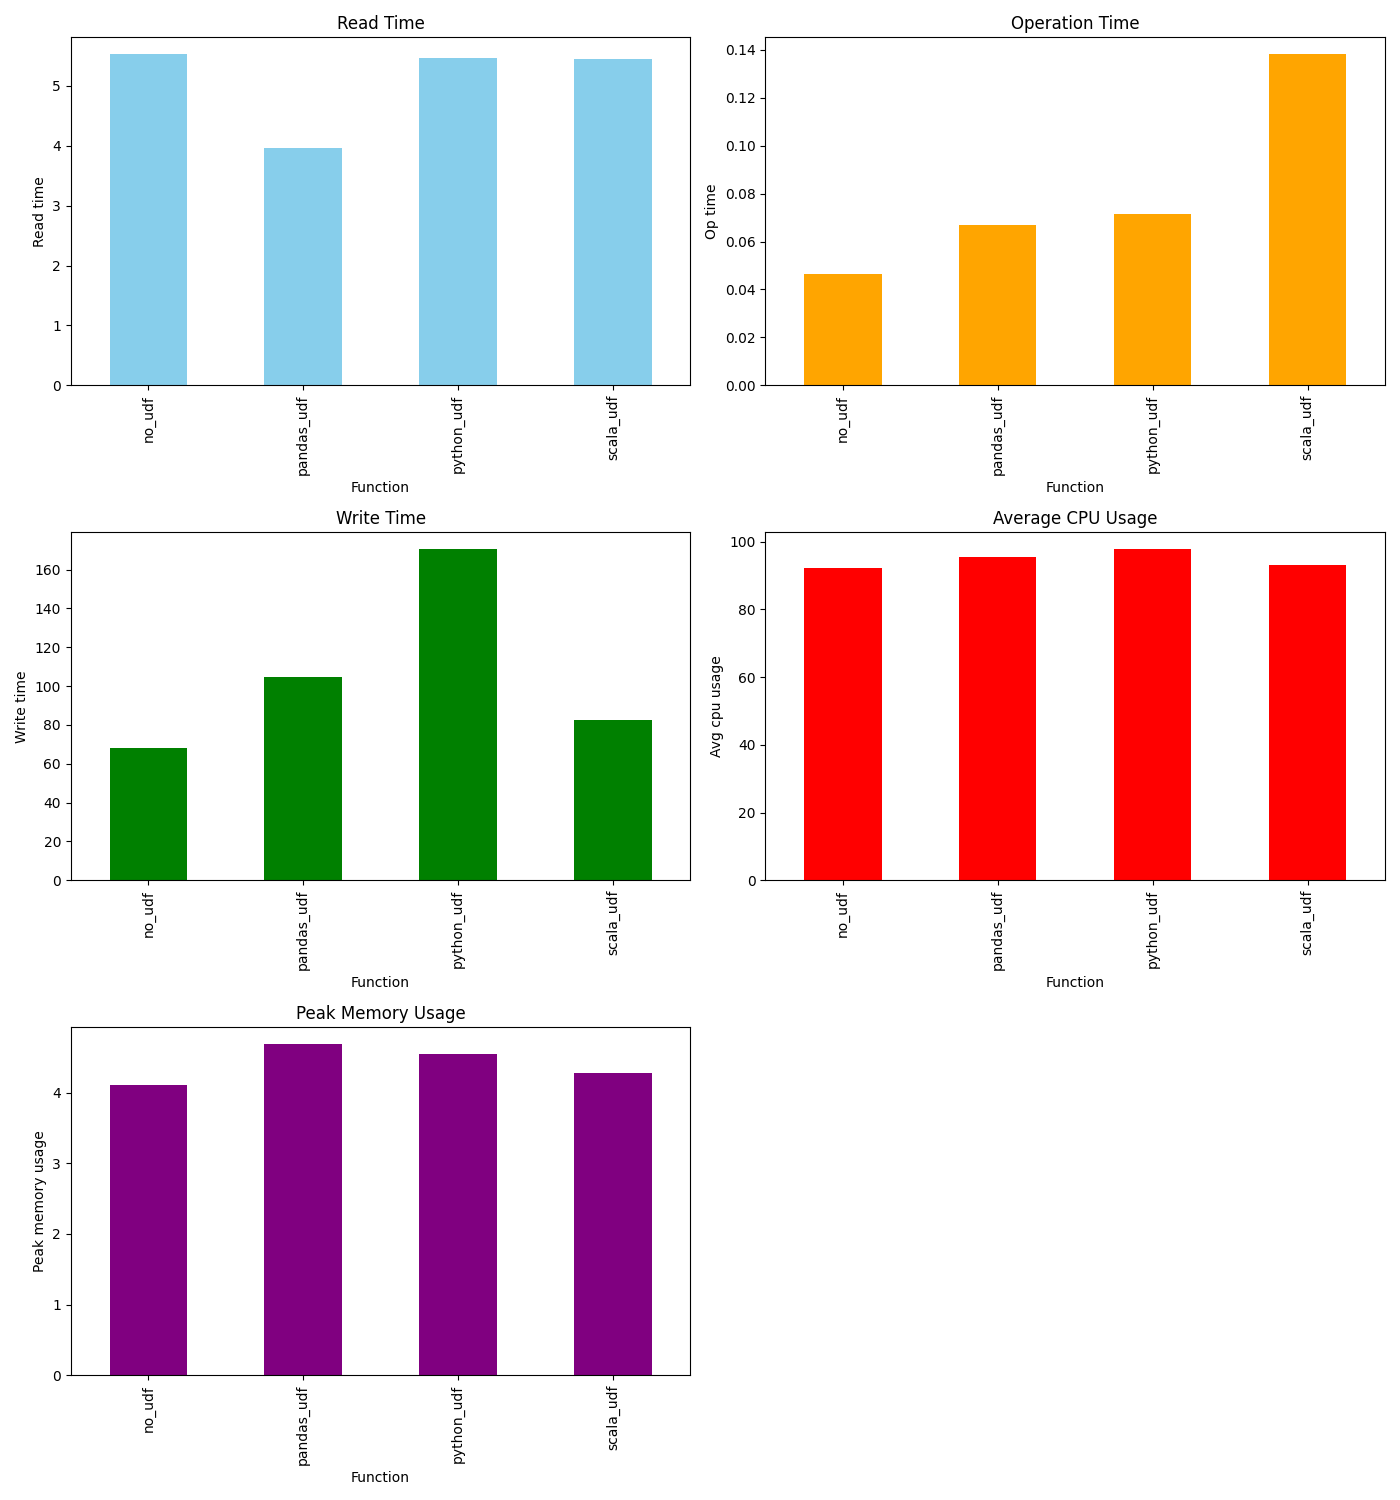 Read Time
Read time
5
4
3
2
1
0
no_udf
pandas_udf
python_udf
scala_udf
Function
Operation Time
Op time
0.14
0.12
0.10
0.08
0.06
0.04
0.02
0.00
no_udf
pandas_udf
python_udf
scala_udf
Function
Write Time
Write time
160
140
120
100
80
60
40
20
0
no_udf
pandas_udf
python_udf
scala_udf
Function
Average CPU Usage
Avg cpu usage
100
80
60
40
20
0
no_udf
pandas_udf
python_udf
scala_udf
Function
Peak Memory Usage
Peak memory usage
4
3
2
1
0
no_udf
pandas_udf
python_udf
scala_udf
Function